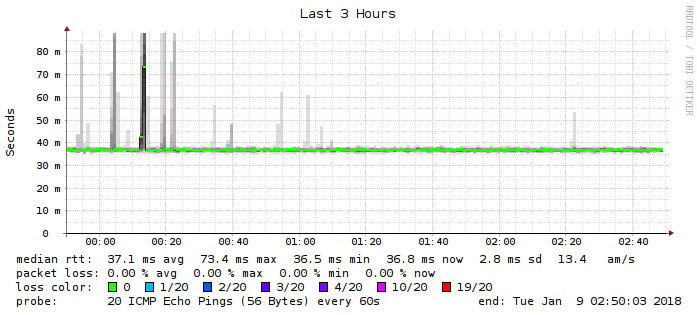 Last 3 Hours
RRDTOOL / TOBI OETIKER
Seconds
80 m
70 m
60 m
50 m
40 m
30 m
20 m
10 m
0
00:00 00:20 00:40 01:00 01:20 01:40 02:00 02:20 02:40
median rtt: 37.1 ms avg 73.4 ms max 36.5 ms min 36.8 ms now 2.8 ms sd 13.4 am/s
packet loss: 0.00 % avg 0.00 % max 0.00 % min 0.00 % now
loss color: 0 1/20 2/20 3/20 4/20 10/20 19/20
probe: 20 ICMP Echo Pings (56 Bytes) every 60s end: Tue Jan 9 02:50:03 2018